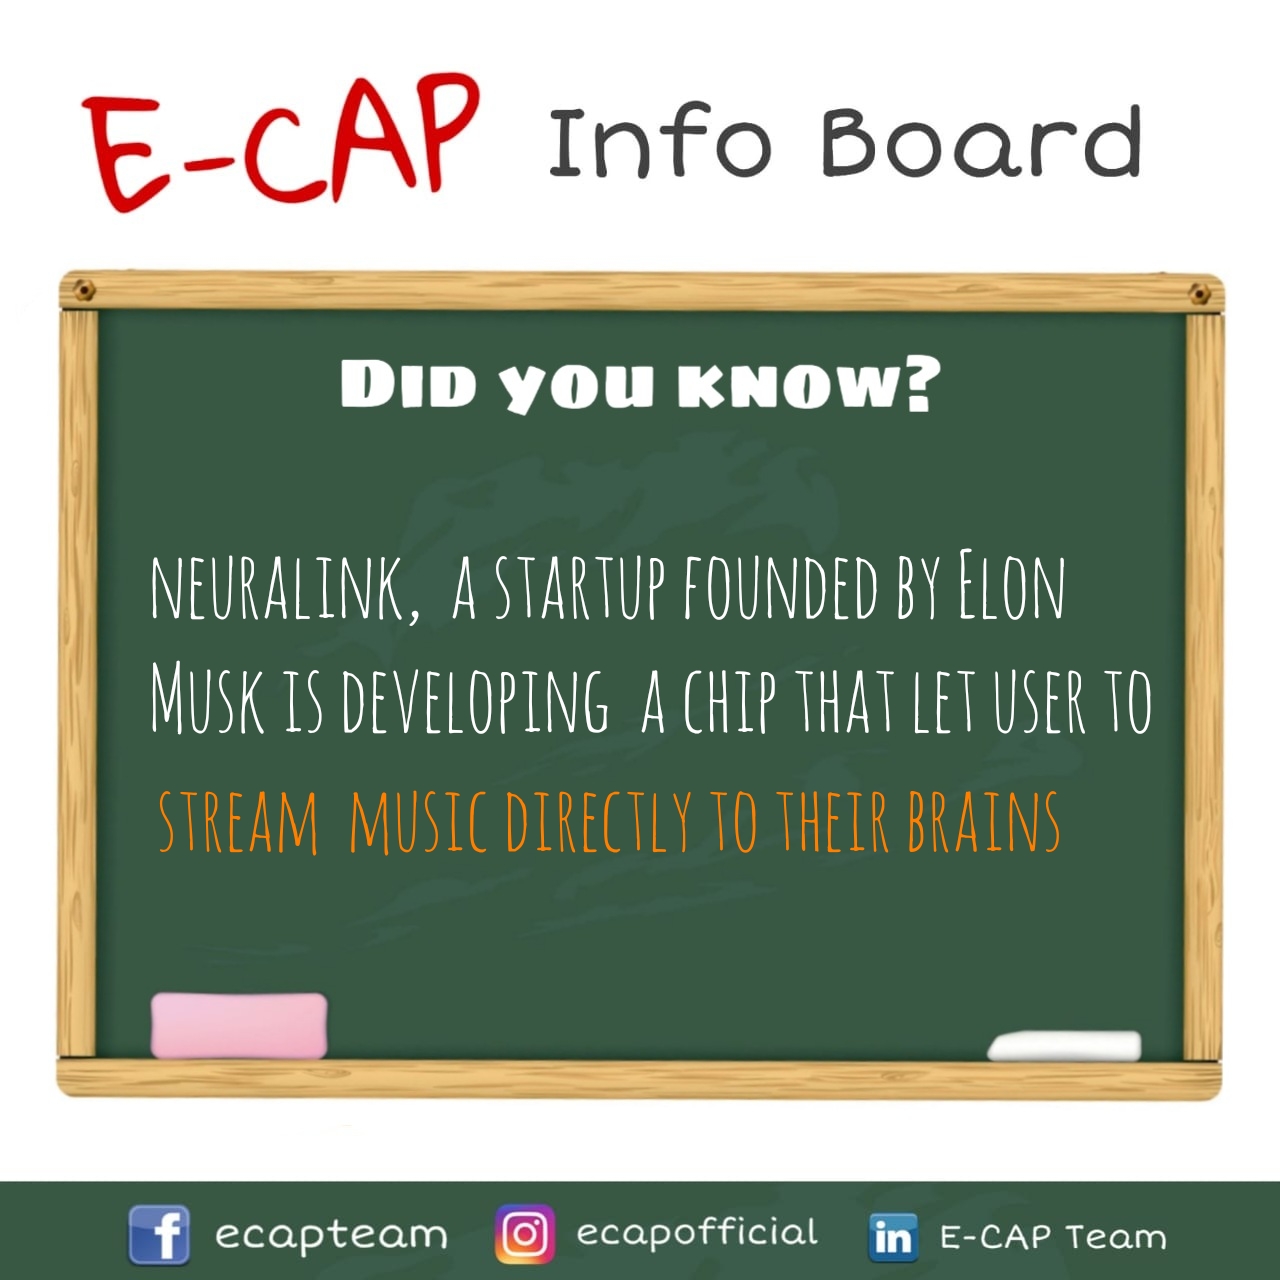 E-CAP Info Board
DID YOU KNOW?
NEURALINK, A STARTUP FOUNDED BY ELON
MUSK IS DEVELOPING A CHIP THAT LET USER TO
STREAM MUSIC DIRECTLY TO THEIR BRAINS
ecapteam ecapofficial in E-CAP Team